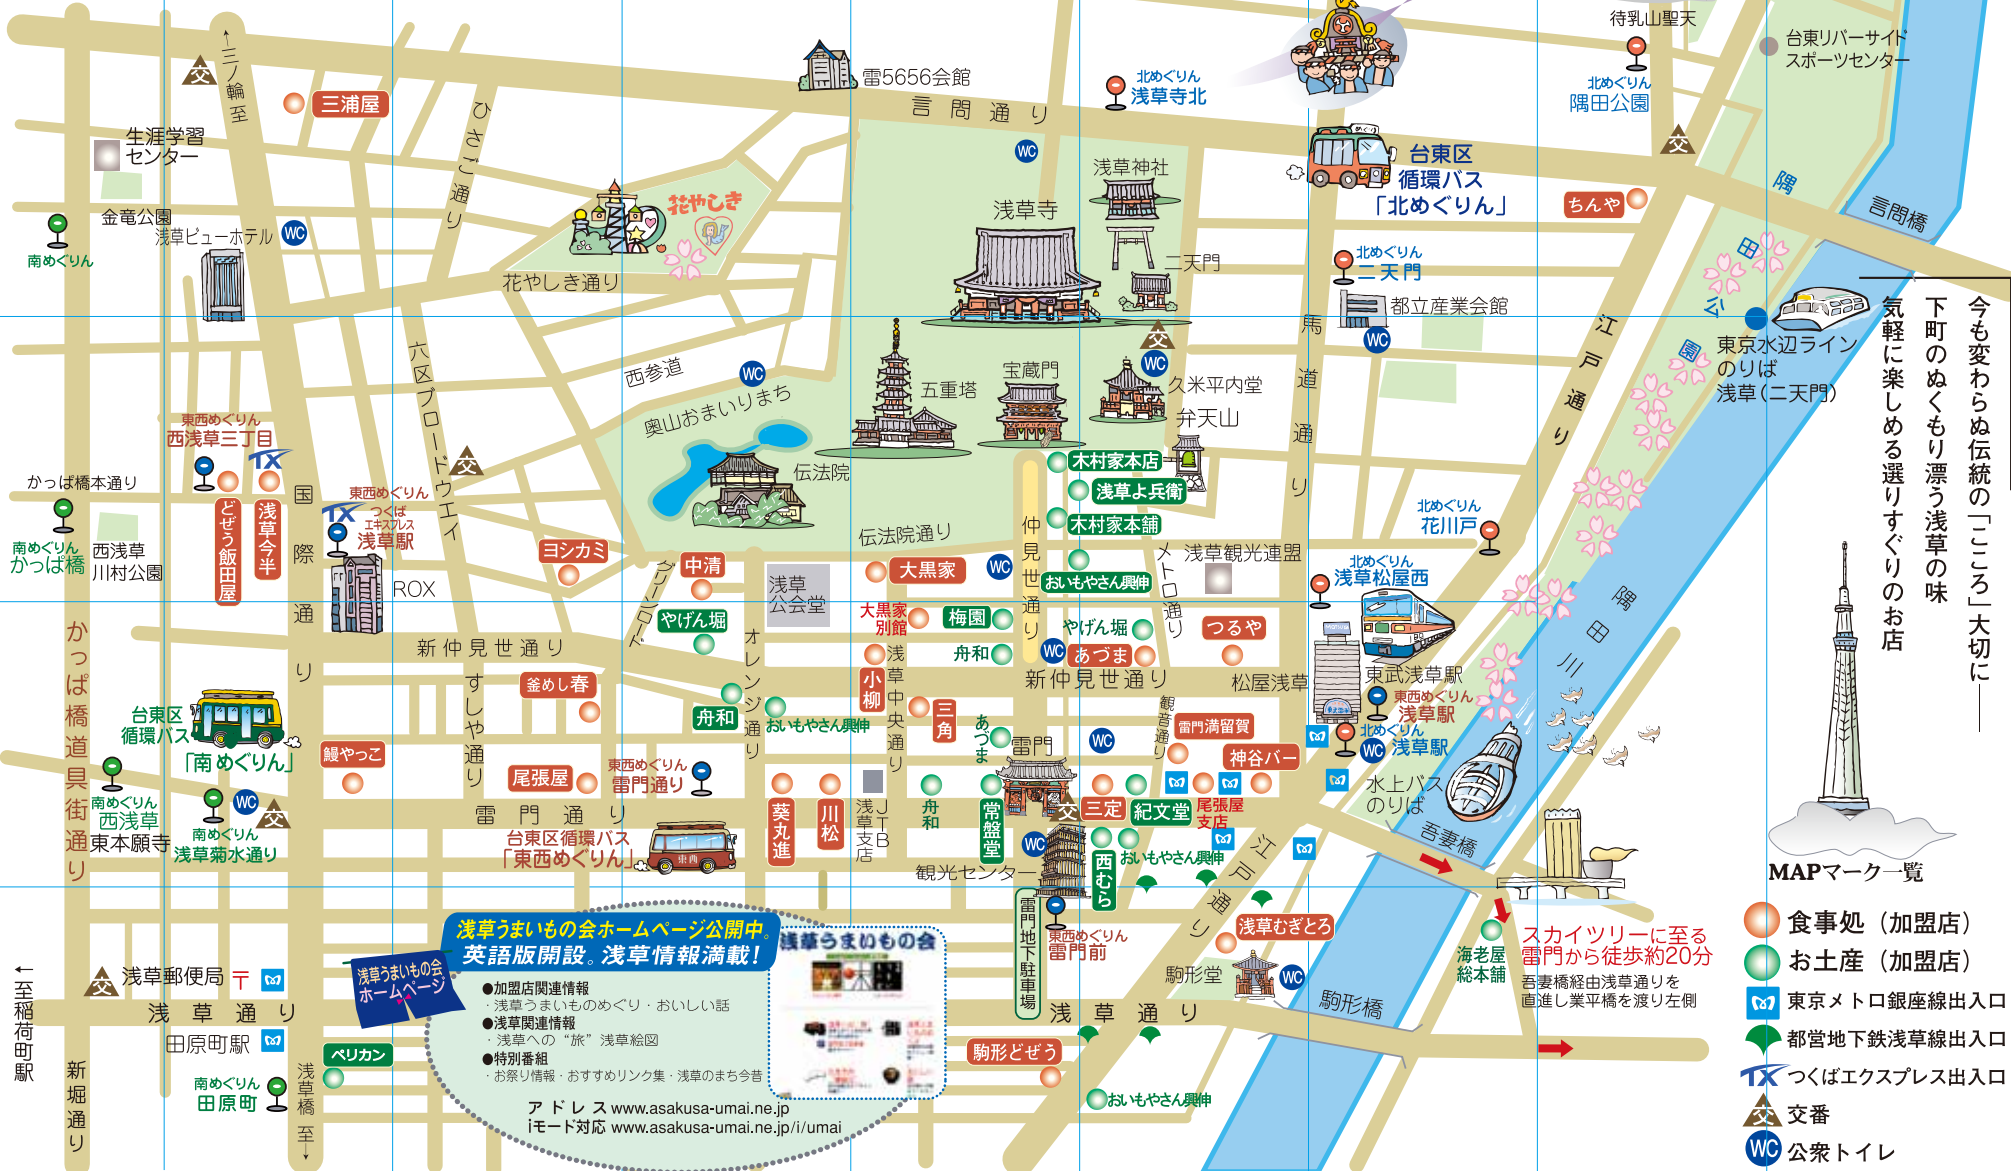 待乳山聖天
北めぐりん
隅田公園
台東リバーサイド
スポーツセンター
←三ノ輪至
三浦屋
ひさご通り
雷5656会館
言問通り
北めぐりん
浅草寺北
生涯学習
センター
金竜公園
浅草ビューホテル
WC
南めぐりん
花やしき
花やしき通り
WC
浅草神社
浅草寺
二天門
台東区
循環バス
「北めぐりん」
めぐり
ちんや
隅田公園
言問橋
北めぐりん
二天門
都立産業会館
WC
馬道通り
江戸通り
東京水辺ライン
のりば
浅草(二天門)
今も変わらぬ伝統の「こころ」大切に──
下町のぬくもり漂う浅草の味
気軽に楽しめる選りすぐりのお店
六区ブロードウエイ
西参道
WC
奥山おまいりまち
五重塔
宝蔵門
交
WC
久米平内堂
弁天山
伝法院
伝法院通り
東西めぐりん
西浅草三丁目
TX
かっぱ橋本通り
南めぐりん
かっぱ橋
西浅草
川村公園
どぜう飯田屋
浅草今半
国際通り
東西めぐりん
TX
つくば
エキスプレス
浅草駅
ROX
交
ヨシカミ
グリーンロード
中清
やげん堀
浅草
公会堂
大黒家
大黒家
別館
WC
梅園
舟和
仲見世通り
木村家本店
浅草よ兵衛
木村家本舗
おいもやさん興伸
メトロ通り
浅草観光連盟
やげん堀
あづま
WC
つるや
北めぐりん
花川戸
北めぐりん
浅草松屋西
東武浅草駅
松屋浅草
東西めぐりん
浅草駅
北めぐりん
浅草駅
WC
隅田川
水上バス
のりば
吾妻橋
かっぱ橋道具街通り
台東区
循環バス
「南めぐりん」
新仲見世通り
すしや通り
釜めし春
オレンジ通り
舟和
おいもやさん興伸
小柳
浅草中央通り
三角
あづま
新仲見世通り
観音通り
雷門満留賀
神谷バー
雷門
WC
鰻やっこ
尾張屋
東西めぐりん
雷門通り
雷門通り
台東区循環バス
「東西めぐりん」
東西
葵丸進
川松
JTB
浅草支店
舟和
常盤堂
交
三定
紀文堂
尾張屋
支店
江戸通り
南めぐりん
西浅草
東本願寺
WC
交
南めぐりん
浅草菊水通り
観光センター
WC
西むら
おいもやさん興伸
雷門地下駐車場
東西めぐりん
雷門前
浅草むぎとろ
駒形堂
WC
駒形橋
海老屋
総本舗
スカイツリーに至る
雷門から徒歩約20分
吾妻橋経由浅草通りを
直進し業平橋を渡り左側
浅草うまいもの会ホームページ公開中。
英語版開設。浅草情報満載!
浅草うまいもの会
ホームページ
●加盟店関連情報
・浅草うまいものめぐり・おいしい話
●浅草関連情報
・浅草への“旅”浅草絵図
●特別番組
・お祭り情報・おすすめリンク集・浅草のまち今昔
アドレス www.asakusa-umai.ne.jp
iモード対応 www.asakusa-umai.ne.jp/i/umai
浅草うまいもの会
←至稲荷町駅
交
浅草郵便局
〒
浅草通り
田原町駅
南めぐりん
田原町
新堀通り
浅草橋至→
ペリカン
浅草通り
駒形どぜう
おいもやさん興伸
MAPマーク一覧
食事処(加盟店)
お土産(加盟店)
東京メトロ銀座線出入口
都営地下鉄浅草線出入口
TX つくばエクスプレス出入口
交 交番
WC 公衆トイレ